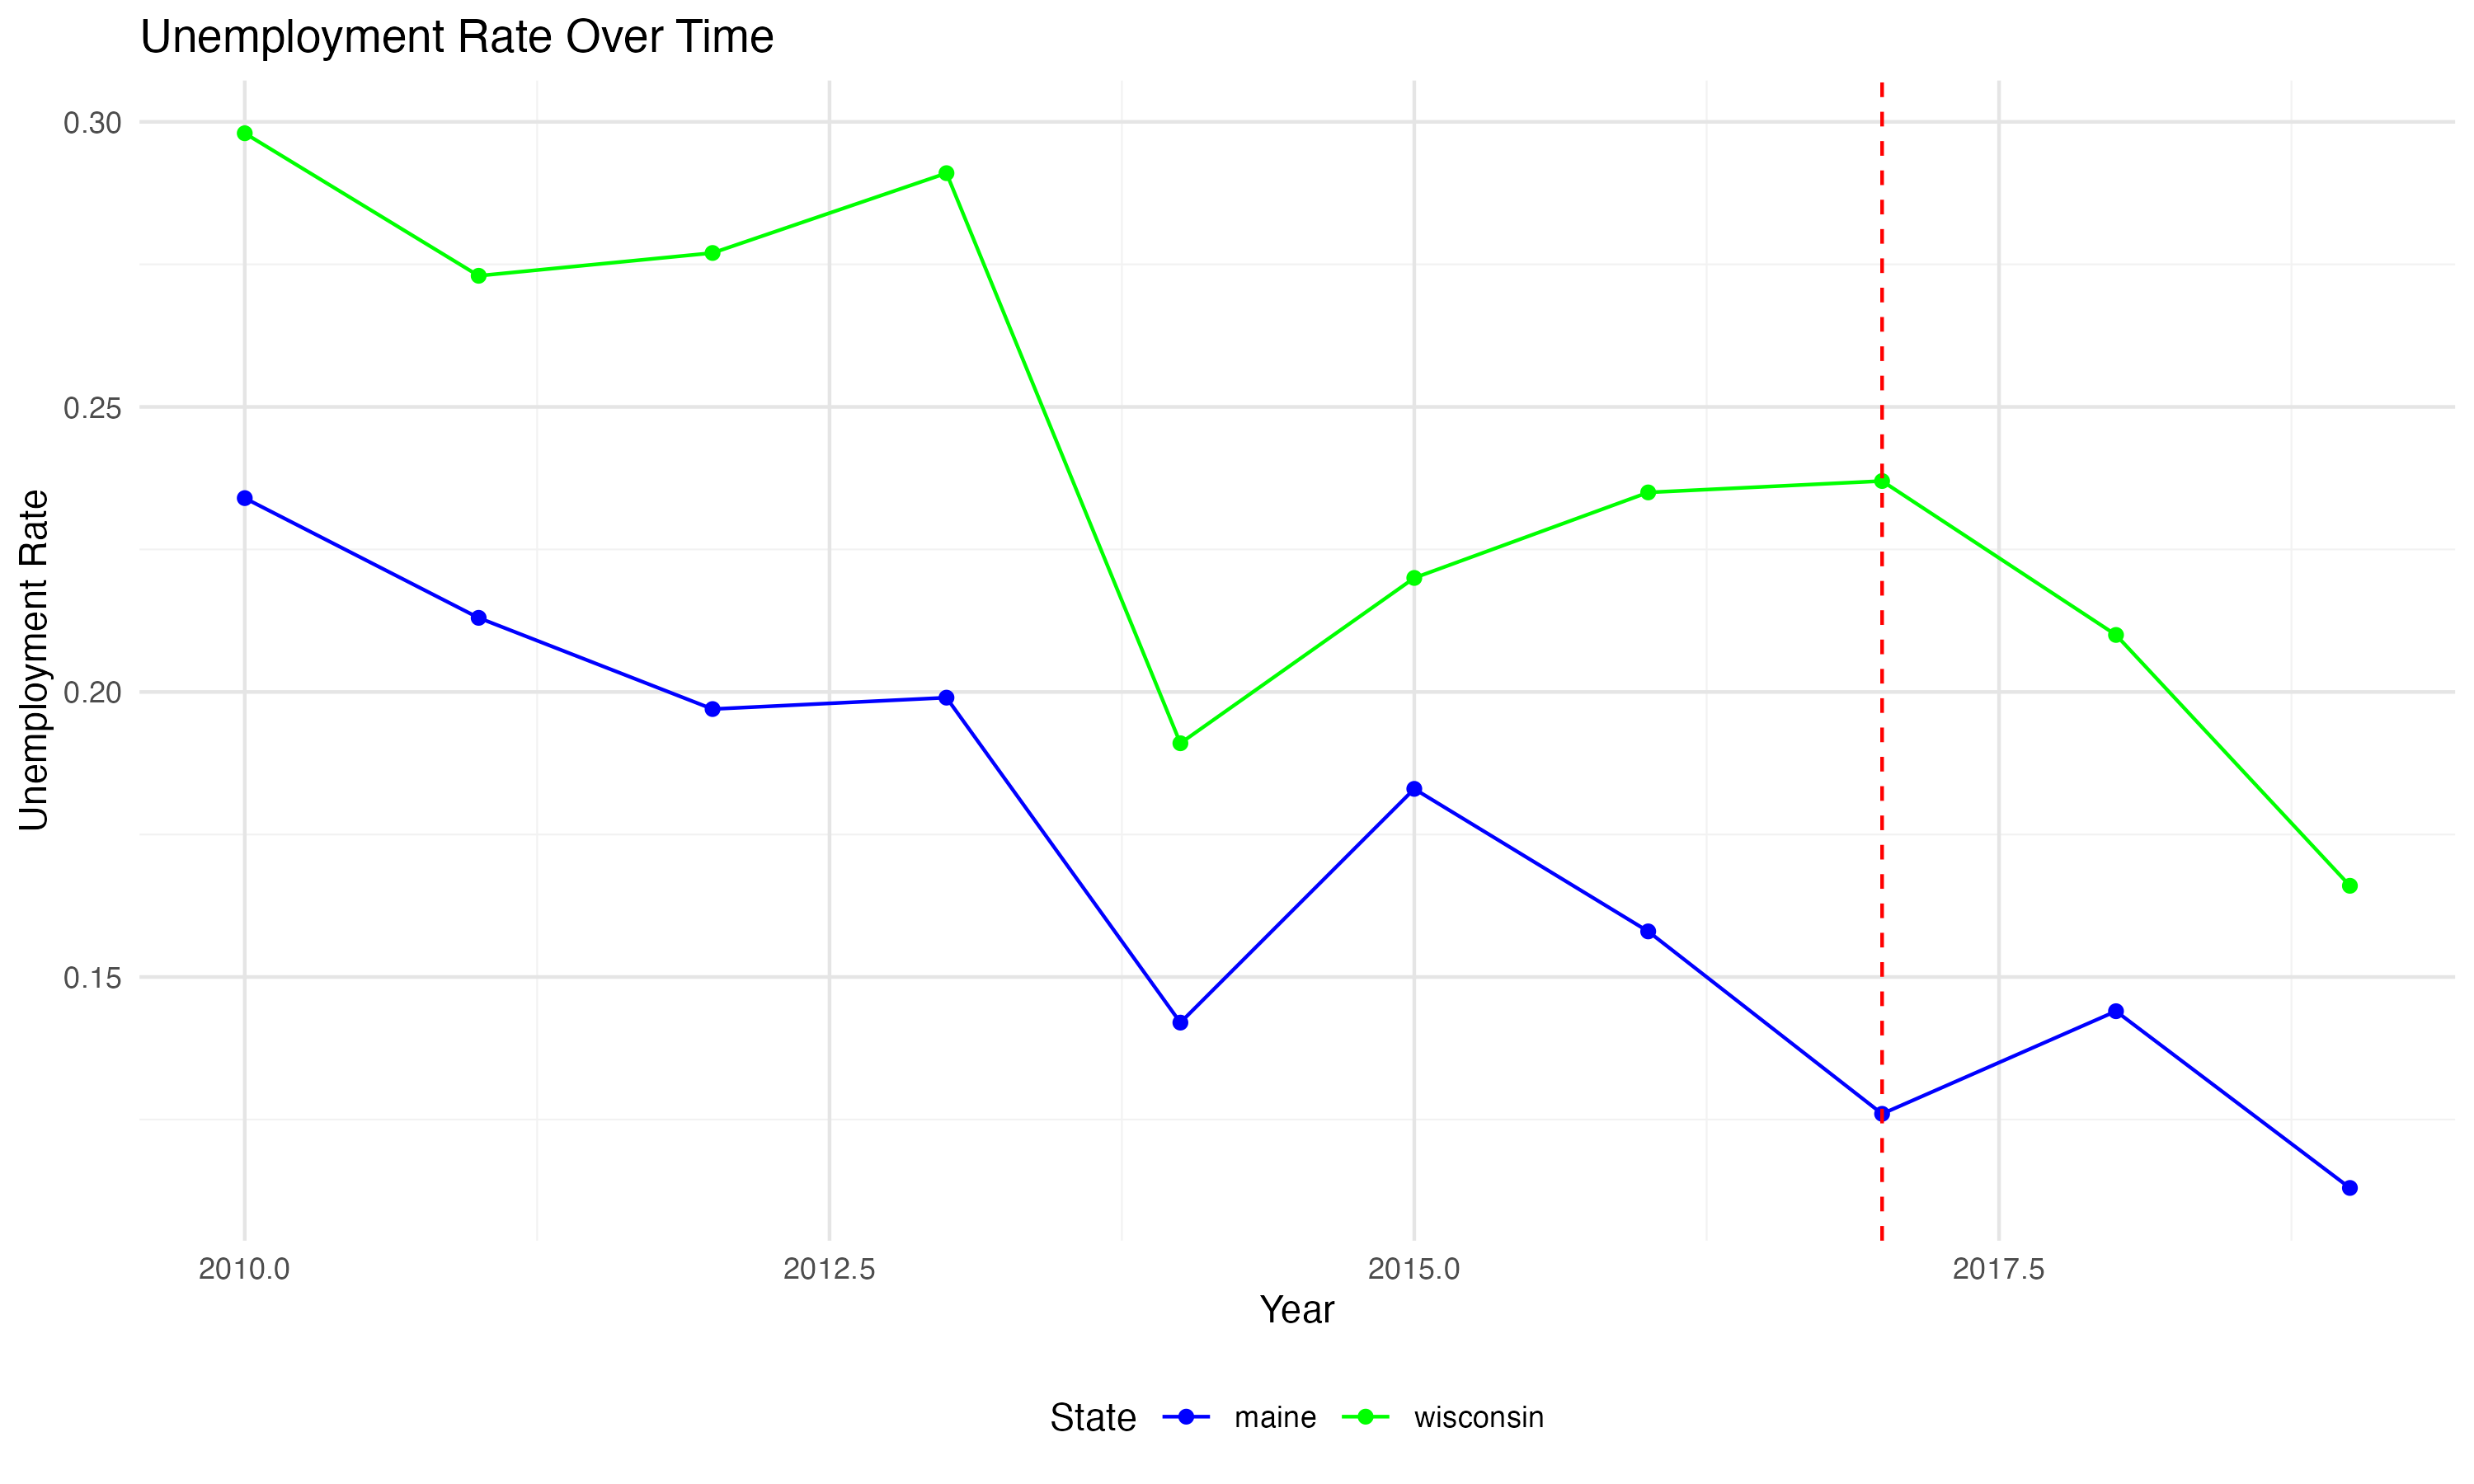 Unemployment Rate Over Time
0.30
0.25
0.20
0.15
Unemployment Rate
2010.0 2012.5 2015.0 2017.5
Year
State maine wisconsin